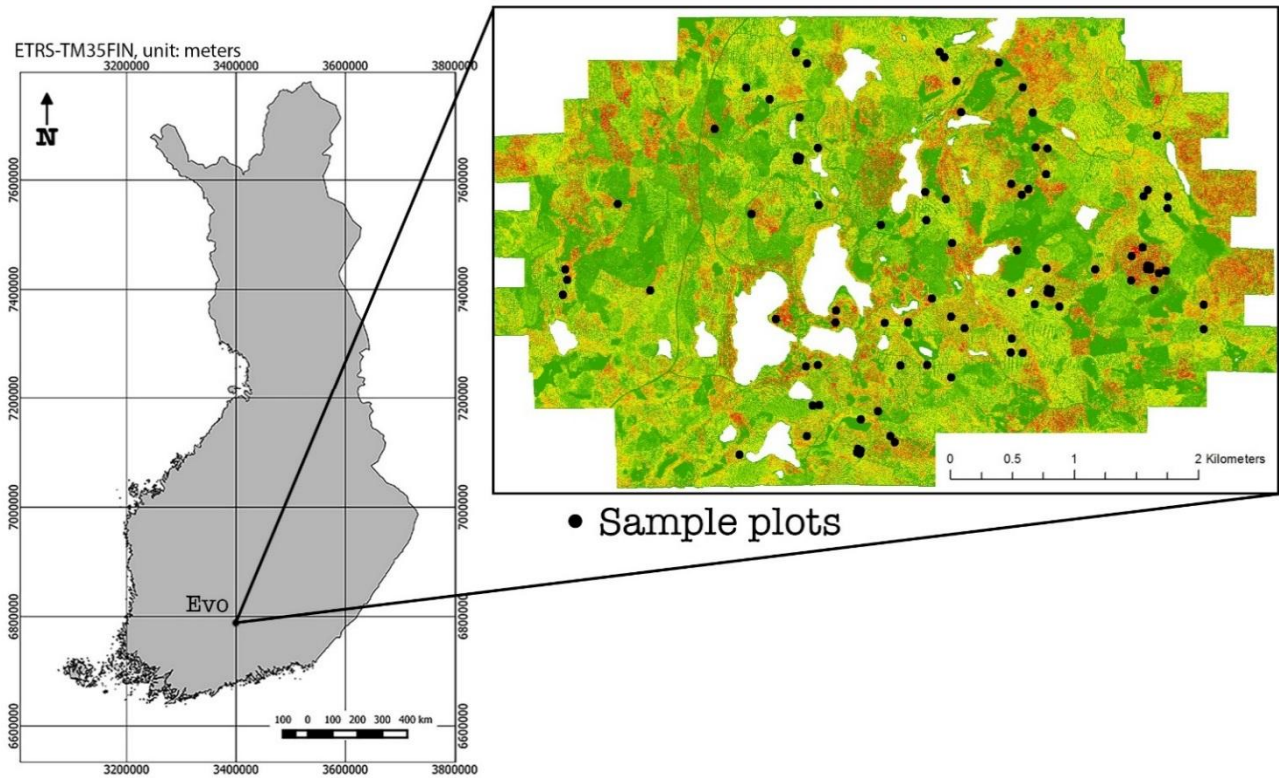 ETRS-TM35FIN, unit: meters
3200000 3400000 3600000 3800000
N
7600000 7600000
7400000 7400000
7200000 7200000
7000000 7000000
6800000 6800000
6600000 6600000
Evo
100 0 100 200 300 400 km
3200000 3400000 3600000 3800000
0 0.5 1 2 Kilometers
Sample plots